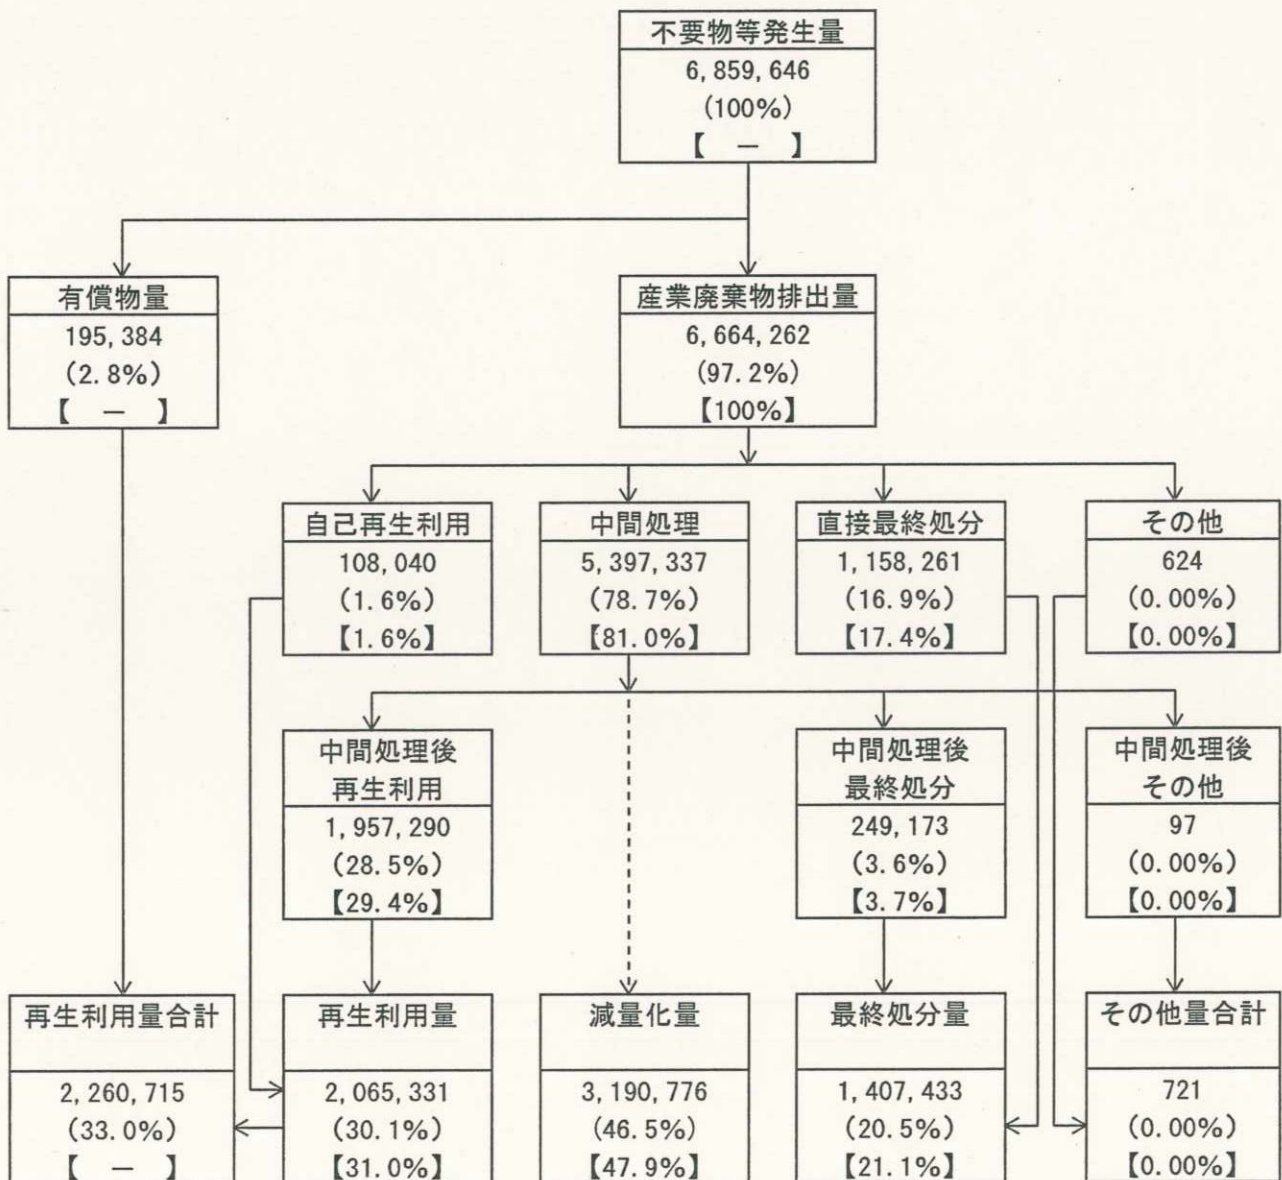 不要物等発生量
6,859,646
(100%)
【 － 】
有償物量
195,384
(2.8%)
【 － 】
産業廃棄物排出量
6,664,262
(97.2%)
【100%】
自己再生利用
108,040
(1.6%)
【1.6%】
中間処理
5,397,337
(78.7%)
【81.0%】
直接最終処分
1,158,261
(16.9%)
【17.4%】
その他
624
(0.00%)
【0.00%】
中間処理後
再生利用
1,957,290
(28.5%)
【29.4%】
中間処理後
最終処分
249,173
(3.6%)
【3.7%】
中間処理後
その他
97
(0.00%)
【0.00%】
再生利用量合計
2,260,715
(33.0%)
【 － 】
再生利用量
2,065,331
(30.1%)
【31.0%】
減量化量
3,190,776
(46.5%)
【47.9%】
最終処分量
1,407,433
(20.5%)
【21.1%】
その他量合計
721
(0.00%)
【0.00%】